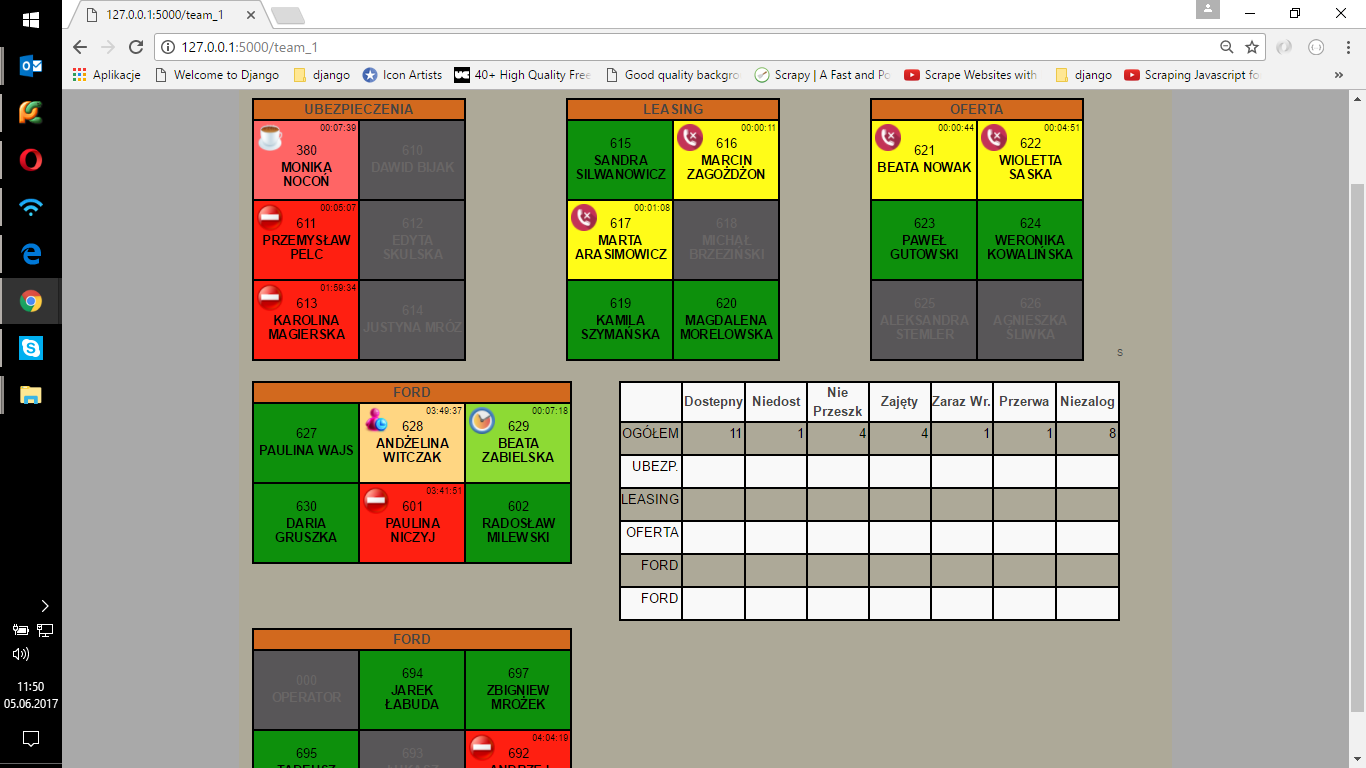 127.0.0.1:5000/team_1
127.0.0.1:5000/team_1
Aplikacje Welcome to Django django Icon Artists 40+ High Quality Free Good quality backgro Scrapy | A Fast and Po Scrape Websites with django Scraping Javascript fo »
UBEZPIECZENIA
00:07:39
380
MONIKA
NOCOŃ
610
DAWID BIJAK
00:05:07
611
PRZEMYSŁAW
PELC
612
EDYTA
SKULSKA
01:59:34
613
KAROLINA
MAGIERSKA
614
JUSTYNA MRÓZ
LEASING
615
SANDRA
SILWANOWICZ
00:00:11
616
MARCIN
ZAGOŻDŻON
00:01:08
617
MARTA
ARASIMOWICZ
618
MICHAŁ
BRZEZIŃSKI
619
KAMILA
SZYMAŃSKA
620
MAGDALENA
MORELOWSKA
OFERTA
00:00:44
621
BEATA NOWAK
00:04:51
622
WIOLETTA
SASKA
623
PAWEŁ
GUTOWSKI
624
WERONIKA
KOWALIŃSKA
625
ALEKSANDRA
STEMLER
626
AGNIESZKA
ŚLIWKA
S
FORD
627
PAULINA WAJS
03:49:37
628
ANDŻELINA
WITCZAK
00:07:18
629
BEATA
ZABIELSKA
630
DARIA
GRUSZKA
03:41:51
601
PAULINA
NICZYJ
602
RADOSŁAW
MILEWSKI
Dostepny Niedost Nie Przeszk Zajęty Zaraz Wr. Przerwa Niezalog
OGÓŁEM 11 1 4 4 1 1 8
UBEZP.
LEASING
OFERTA
FORD
FORD
FORD
000
OPERATOR
694
JAREK
ŁABUDA
697
ZBIGNIEW
MROŻEK
695
TADEUSZ
693
ŁUKASZ
04:04:19
692
ANDRZEJ
11:50
05.06.2017